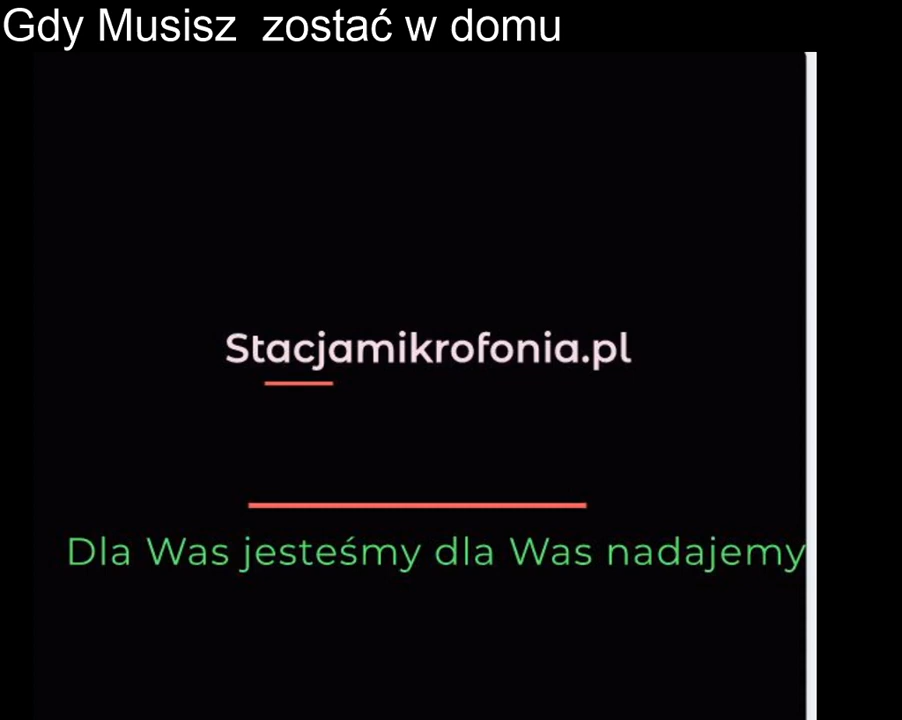 Gdy Musisz  zostać w domu
Stacjamikrofonia.pl
Dla Was jesteśmy dla Was nadajemy